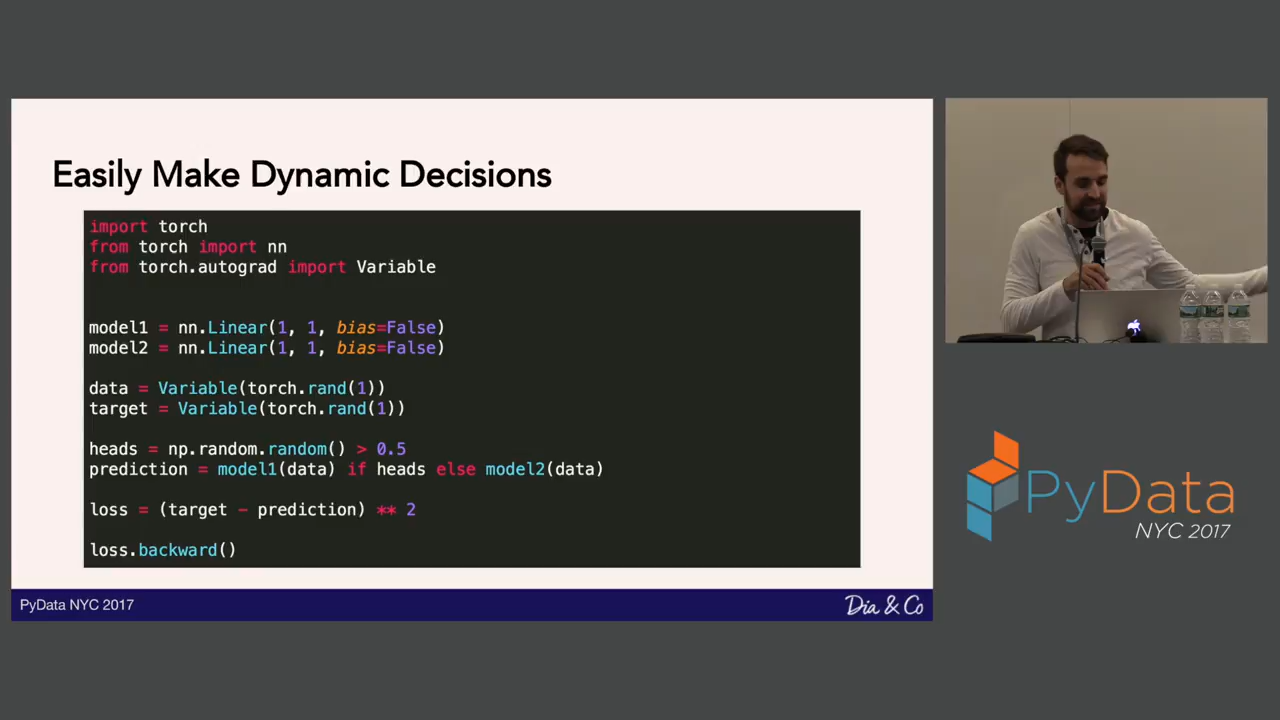 Easily Make Dynamic Decisions
import torch
from torch import nn
from torch.autograd import Variable
model1 = nn.Linear(1, 1, bias=False)
model2 = nn.Linear(1, 1, bias=False)
data = Variable(torch.rand(1))
target = Variable(torch.rand(1))
heads = np.random.random() > 0.5
prediction = model1(data) if heads else model2(data)
loss = (target - prediction) ** 2
loss.backward()
PyData NYC 2017
Dia & Co
PyData
NYC 2017